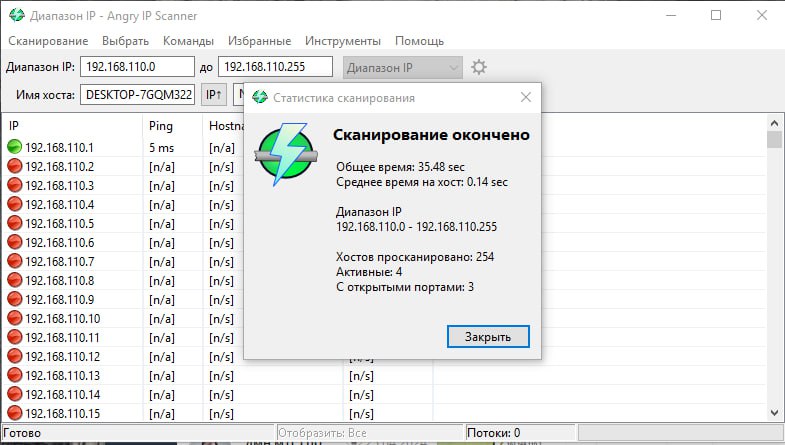 Диапазон IP - Angry IP Scanner
Сканирование Выбрать Команды Избранные Инструменты Помощь
Диапазон IP: 192.168.110.0 до 192.168.110.255 Диапазон IP
Имя хоста: DESKTOP-7GQM322 IP↑
Статистика сканирования
Сканирование окончено
Общее время: 35.48 sec
Среднее время на хост: 0.14 sec
Диапазон IP
192.168.110.0 - 192.168.110.255
Хостов просканировано: 254
Активные: 4
С открытыми портами: 3
Закрыть
IP Ping Hostna
192.168.110.1 5 ms [n/a]
192.168.110.2 [n/a] [n/s]
192.168.110.3 [n/a] [n/s]
192.168.110.4 [n/a] [n/s]
192.168.110.5 [n/a] [n/s]
192.168.110.6 [n/a] [n/s]
192.168.110.7 [n/a] [n/s]
192.168.110.8 [n/a] [n/s]
192.168.110.9 [n/a] [n/s]
192.168.110.10 [n/a] [n/s]
192.168.110.11 [n/a] [n/s]
192.168.110.12 [n/a] [n/s] [n/s]
192.168.110.13 [n/a] [n/s] [n/s]
192.168.110.14 [n/a] [n/s] [n/s]
192.168.110.15 [n/a] [n/s] [n/s]
Готово Отобразить: Все Потоки: 0